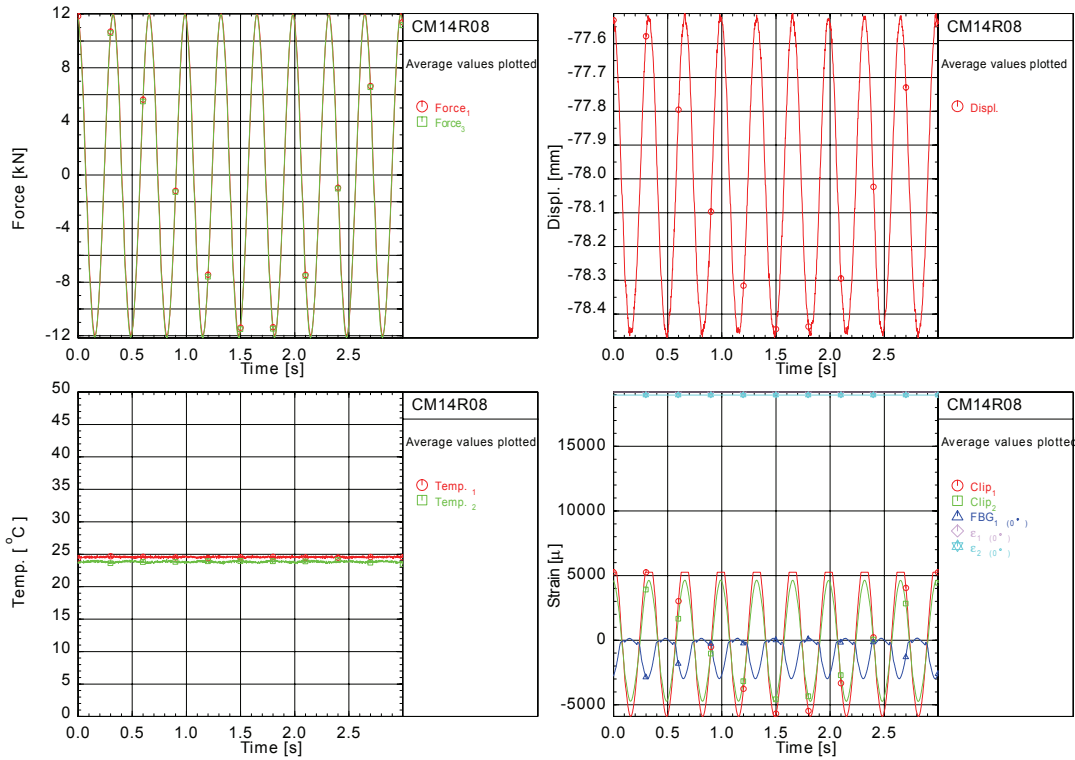 CM14R08
Average values plotted
Force1
Force3
Force [kN]
12
8
4
0
-4
-8
-12
0.0 0.5 1.0 1.5 2.0 2.5
Time [s]
CM14R08
Average values plotted
Displ.
Displ. [mm]
-77.6
-77.7
-77.8
-77.9
-78.0
-78.1
-78.2
-78.3
-78.4
0.0 0.5 1.0 1.5 2.0 2.5
Time [s]
CM14R08
Average values plotted
Temp. 1
Temp. 2
Temp. [ °C]
50
45
40
35
30
25
20
15
10
5
0
0.0 0.5 1.0 1.5 2.0 2.5
Time [s]
CM14R08
Average values plotted
Clip1
Clip2
FBG1 (0°)
ε1 (0°)
ε2 (0°)
Strain [μ]
15000
10000
5000
0
-5000
0.0 0.5 1.0 1.5 2.0 2.5
Time [s]